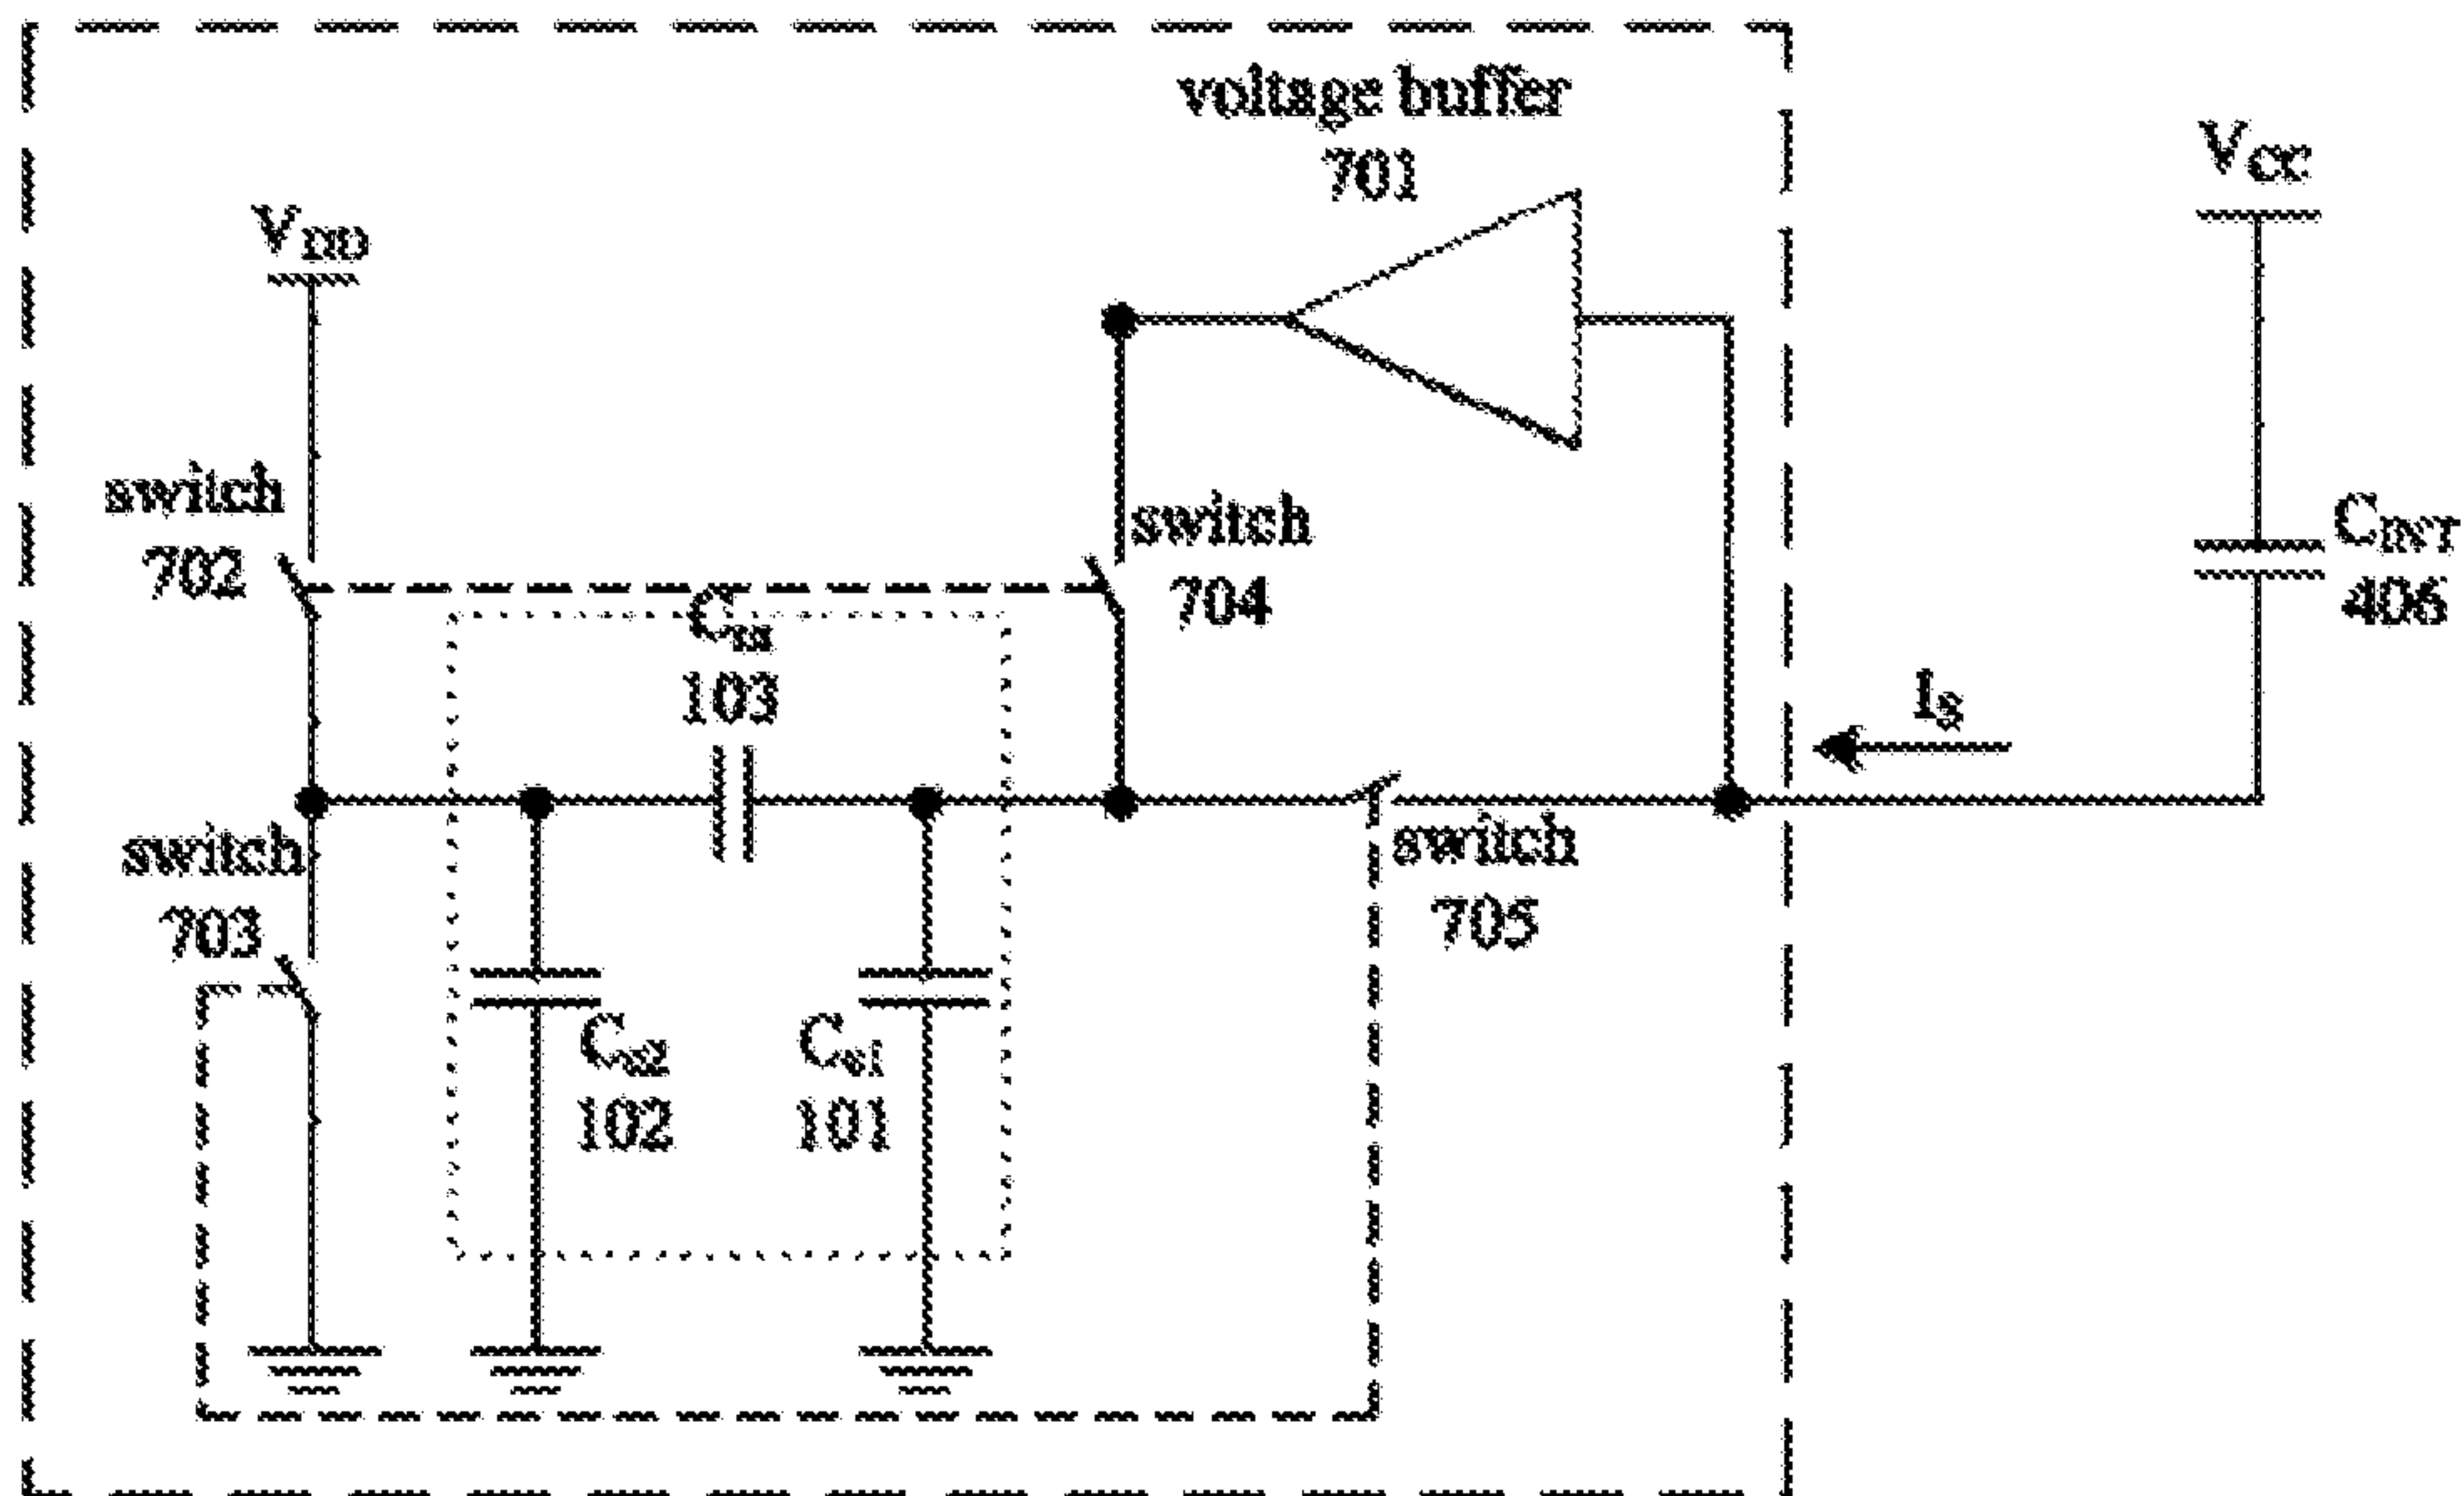 voltage buffer
701
VCC
VDD
switch
702
switch
704
CINT
406
103
IS
switch
703
switch
705
Cs2
102
Cs1
101